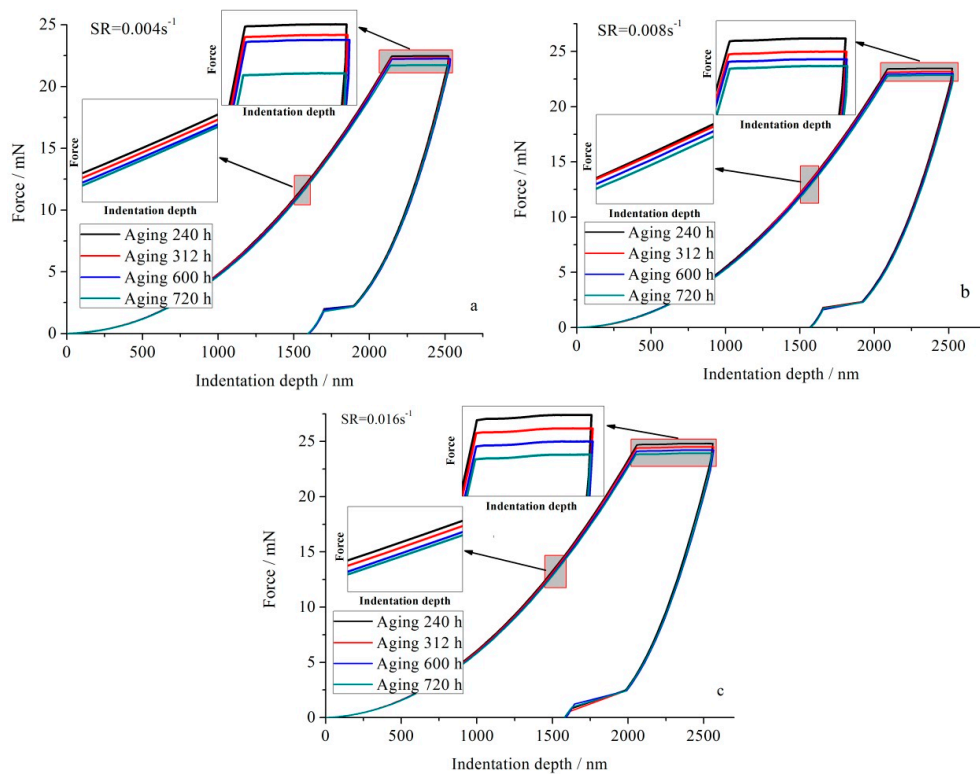 SR=0.004s⁻¹
25
20
15
10
5
0
Force / mN
Force
Indentation depth
Force
Indentation depth
Aging 240 h
Aging 312 h
Aging 600 h
Aging 720 h
a
0 500 1000 1500 2000 2500
Indentation depth / nm
SR=0.008s⁻¹
25
20
15
10
5
0
Force / mN
Force
Indentation depth
Force
Indentation depth
Aging 240 h
Aging 312 h
Aging 600 h
Aging 720 h
b
0 500 1000 1500 2000 2500
Indentation depth / nm
SR=0.016s⁻¹
25
20
15
10
5
0
Force / mN
Force
Indentation depth
Force
Indentation depth
Aging 240 h
Aging 312 h
Aging 600 h
Aging 720 h
c
0 500 1000 1500 2000 2500
Indentation depth / nm